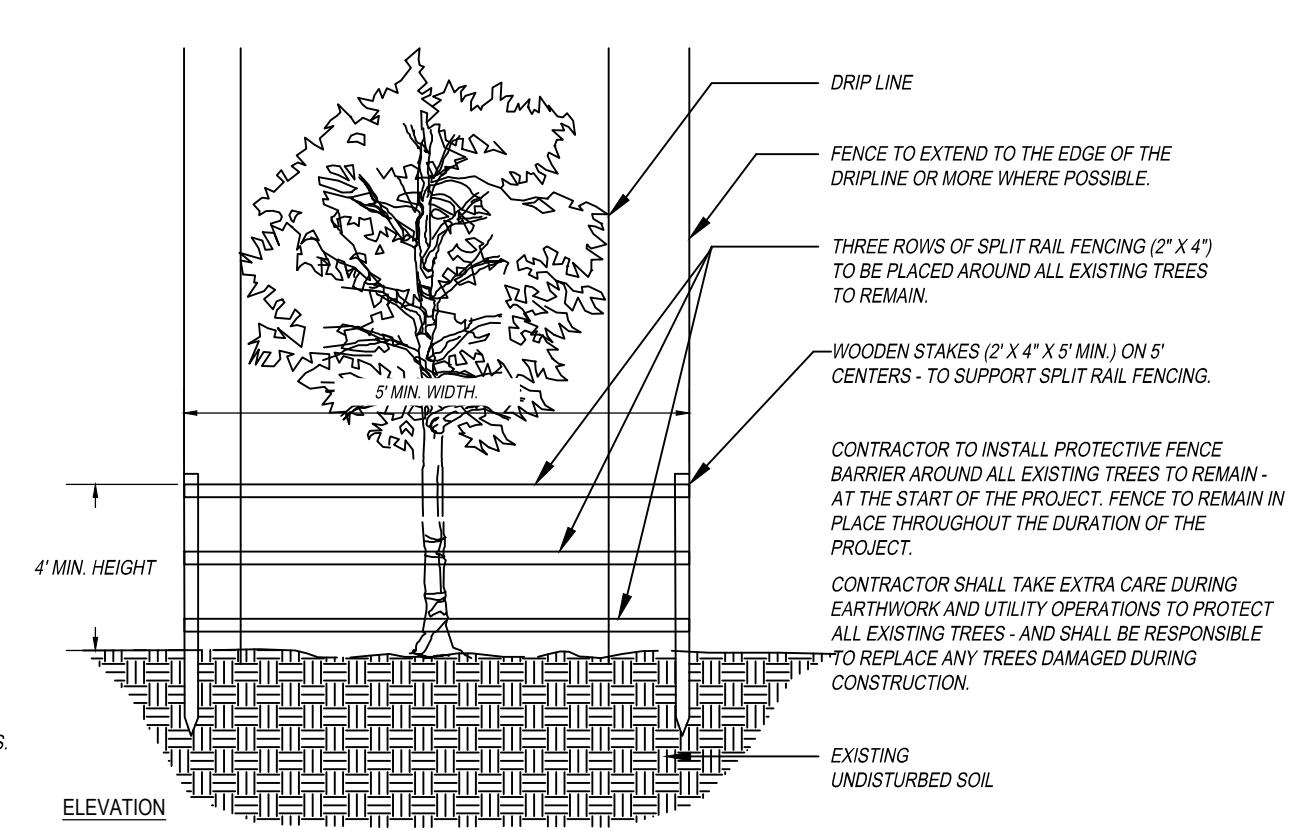 DRIP LINE
FENCE TO EXTEND TO THE EDGE OF THE
DRIPLINE OR MORE WHERE POSSIBLE.
THREE ROWS OF SPLIT RAIL FENCING (2" X 4")
TO BE PLACED AROUND ALL EXISTING TREES
TO REMAIN.
WOODEN STAKES (2' X 4" X 5' MIN.) ON 5'
CENTERS - TO SUPPORT SPLIT RAIL FENCING.
5' MIN. WIDTH.
CONTRACTOR TO INSTALL PROTECTIVE FENCE
BARRIER AROUND ALL EXISTING TREES TO REMAIN -
AT THE START OF THE PROJECT. FENCE TO REMAIN IN
PLACE THROUGHOUT THE DURATION OF THE
PROJECT.
4' MIN. HEIGHT
CONTRACTOR SHALL TAKE EXTRA CARE DURING
EARTHWORK AND UTILITY OPERATIONS TO PROTECT
ALL EXISTING TREES - AND SHALL BE RESPONSIBLE
TO REPLACE ANY TREES DAMAGED DURING
CONSTRUCTION.
S.
EXISTING
UNDISTURBED SOIL
ELEVATION